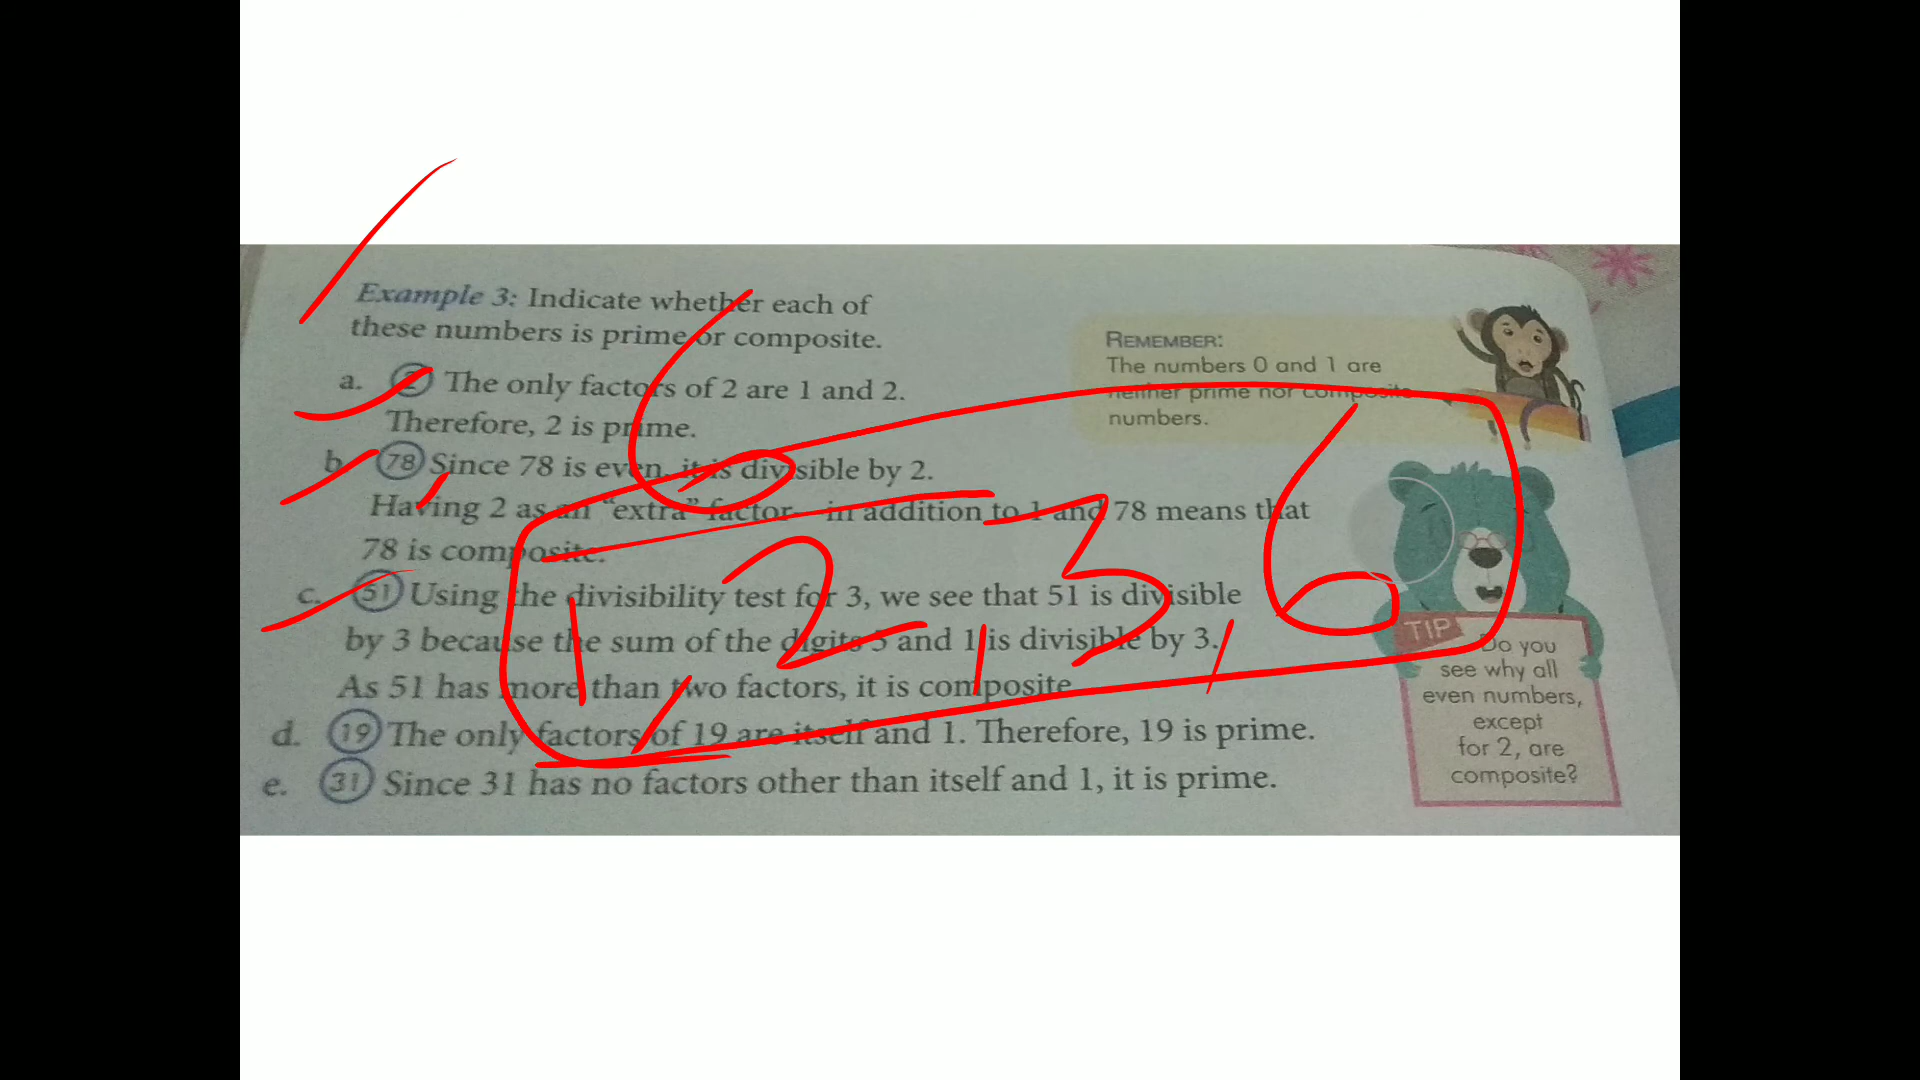 Example 3: Indicate whether each of
these numbers is prime or composite.
a. 2 The only factors of 2 are 1 and 2.
Therefore, 2 is prime.
b. 78 Since 78 is even, it is divisible by 2.
Having 2 as an "extra" factor—in addition to 1 and 78 means that
78 is composite.
c. 51 Using the divisibility test for 3, we see that 51 is divisible
by 3 because the sum of the digits 5 and 1 is divisible by 3.
As 51 has more than two factors, it is composite.
d. 19 The only factors of 19 are itself and 1. Therefore, 19 is prime.
e. 31 Since 31 has no factors other than itself and 1, it is prime.
REMEMBER:
The numbers 0 and 1 are
neither prime nor composite
numbers.
TIP
Do you
see why all
even numbers,
except
for 2, are
composite?
6
1, 2, 3, 6